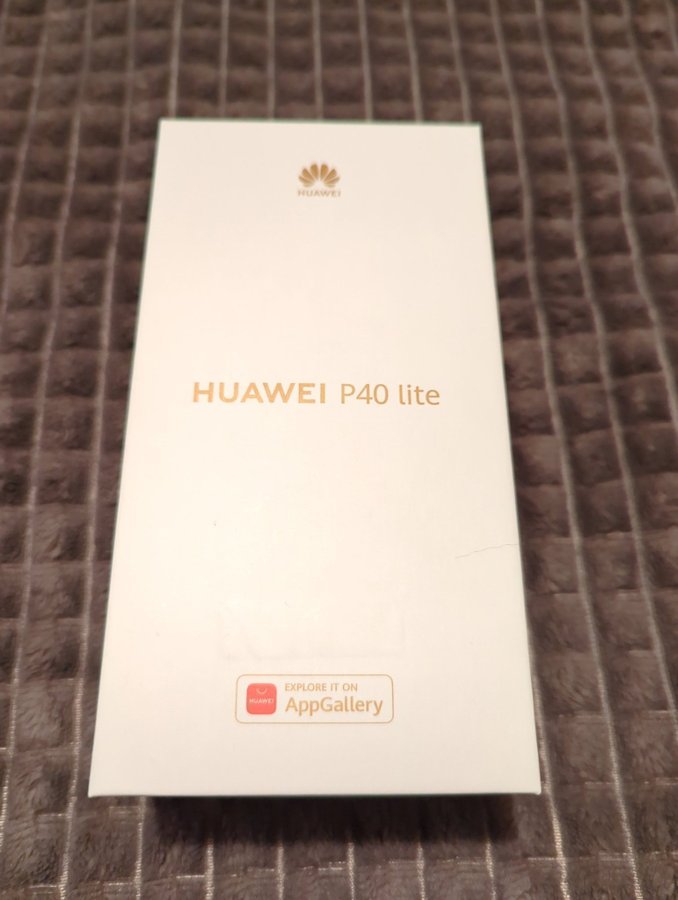 HUAWEI
HUAWEI P40 lite
EXPLORE IT ON
HUAWEI
AppGallery